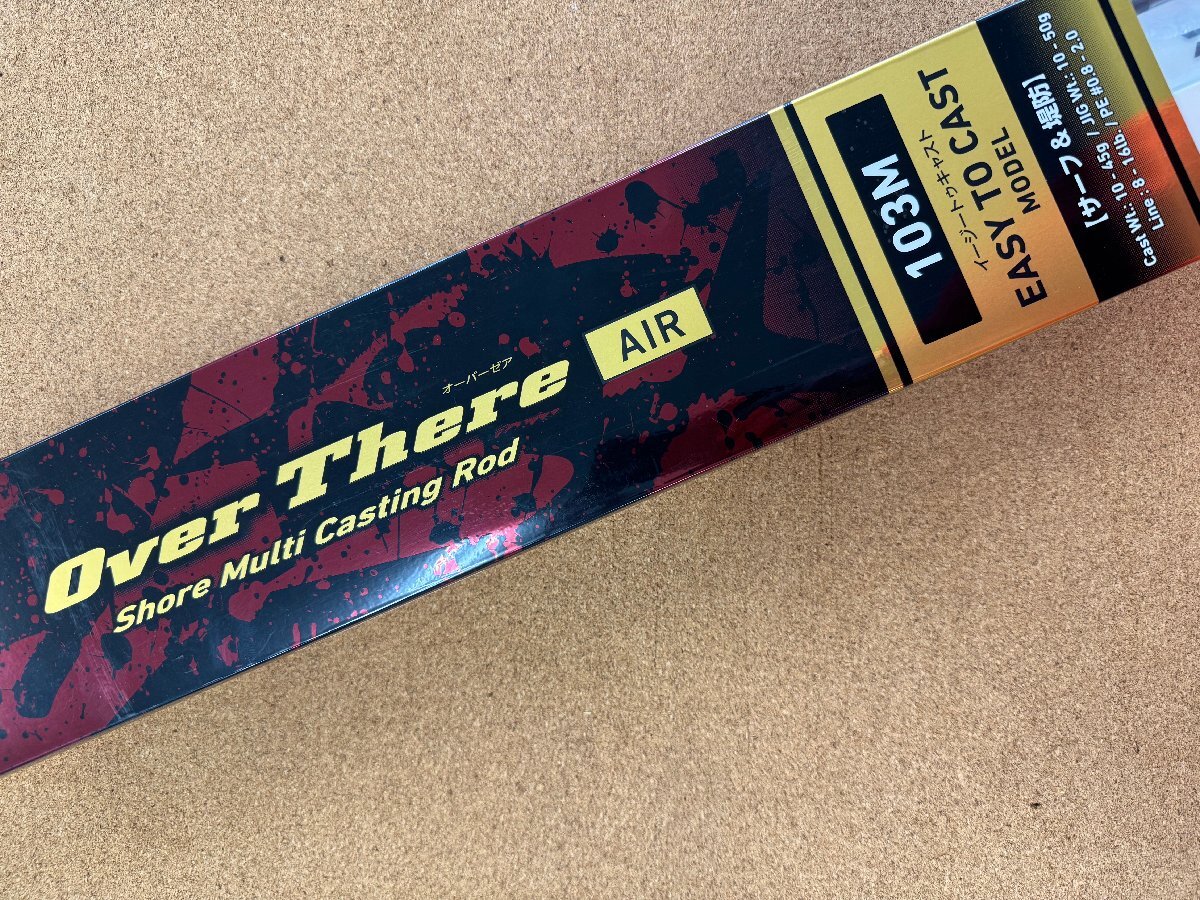 オーバーゼア
Over There AIR
Shore Multi Casting Rod
103M
イージートゥキャスト
EASY TO CAST
MODEL
【サーフ&堤防】
Cast Wt.: 10 - 45g / JIG Wt.: 10 - 50g
Line : 8 - 16lb. / PE #0.8 - 2.0